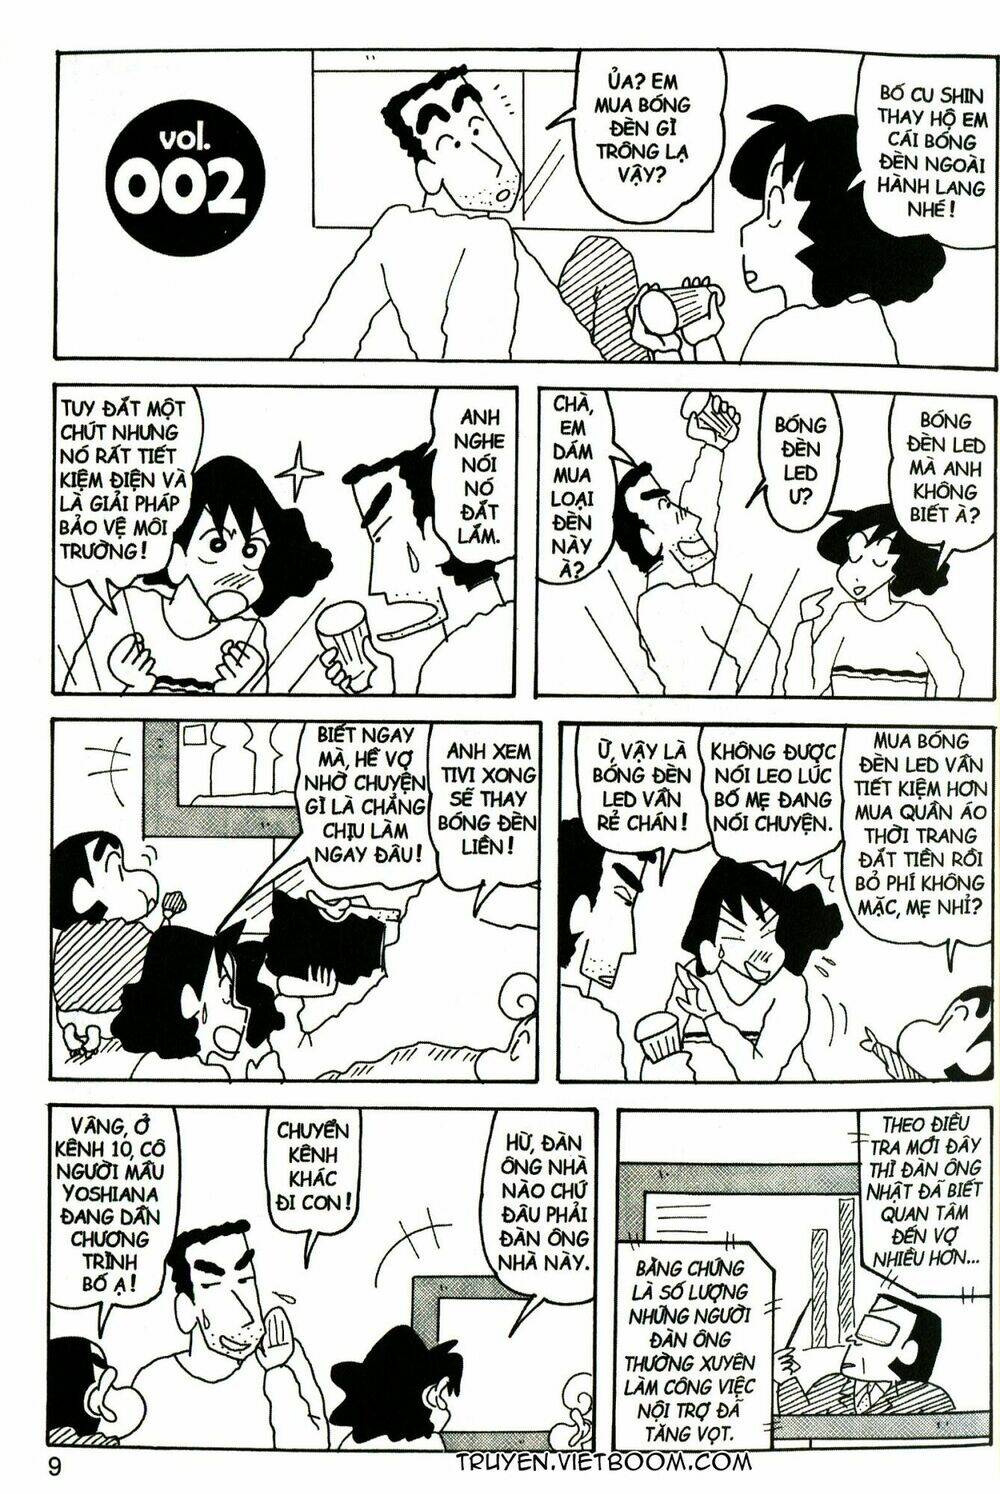 vol.
002
BỐ CU SHIN
THAY HỘ EM
CÁI BÓNG
ĐÈN NGOÀI
HÀNH LANG
NHÉ!
ỦA? EM
MUA BÓNG
ĐÈN GÌ
TRÔNG LẠ
VẬY?
BÓNG
ĐÈN LED
MÀ ANH
KHÔNG
BIẾT À?
BÓNG
ĐÈN
LED
Ư?
CHÀ,
EM
DÁM
MUA
LOẠI
ĐÈN
NÀY
À?
ANH
NGHE
NÓI
NÓ
ĐẮT
LẮM.
TUY ĐẮT MỘT
CHÚT NHƯNG
NÓ RẤT TIẾT
KIỆM ĐIỆN VÀ
LÀ GIẢI PHÁP
BẢO VỆ MÔI
TRƯỜNG!
MUA BÓNG
ĐÈN LED VẪN
TIẾT KIỆM HƠN
MUA QUẦN ÁO
THỜI TRANG
ĐẮT TIỀN RỒI
BỎ PHÍ KHÔNG
MẶC, MẸ NHỈ?
KHÔNG ĐƯỢC
NÓI LEO LÚC
BỐ MẸ ĐANG
NÓI CHUYỆN.
Ừ, VẬY LÀ
BÓNG ĐÈN
LED VẪN
RẺ CHÁN!
ANH XEM
TIVI XONG
SẼ THAY
BÓNG ĐÈN
LIỀN!
BIẾT NGAY
MÀ, HỄ VỢ
NHỜ CHUYỆN
GÌ LÀ CHẲNG
CHỊU LÀM
NGAY ĐÂU!
THEO ĐIỀU
TRA MỚI ĐÂY
THÌ ĐÀN ÔNG
NHẬT ĐÃ BIẾT
QUAN TÂM
ĐẾN VỢ
NHIỀU HƠN...
BẰNG CHỨNG
LÀ SỐ LƯỢNG
NHỮNG NGƯỜI
ĐÀN ÔNG
THƯỜNG XUYÊN
LÀM CÔNG VIỆC
NỘI TRỢ ĐÃ
TĂNG VỌT.
HỪ, ĐÀN
ÔNG NHÀ
NÀO CHỨ
ĐÂU PHẢI
ĐÀN ÔNG
NHÀ NÀY.
CHUYỂN
KÊNH
KHÁC
ĐI CON!
VÂNG, Ở
KÊNH 10, CÔ
NGƯỜI MẪU
YOSHIANA
ĐANG DẪN
CHƯƠNG
TRÌNH
BỐ Ạ!
9
TRUYEN.VIETBOOM.COM